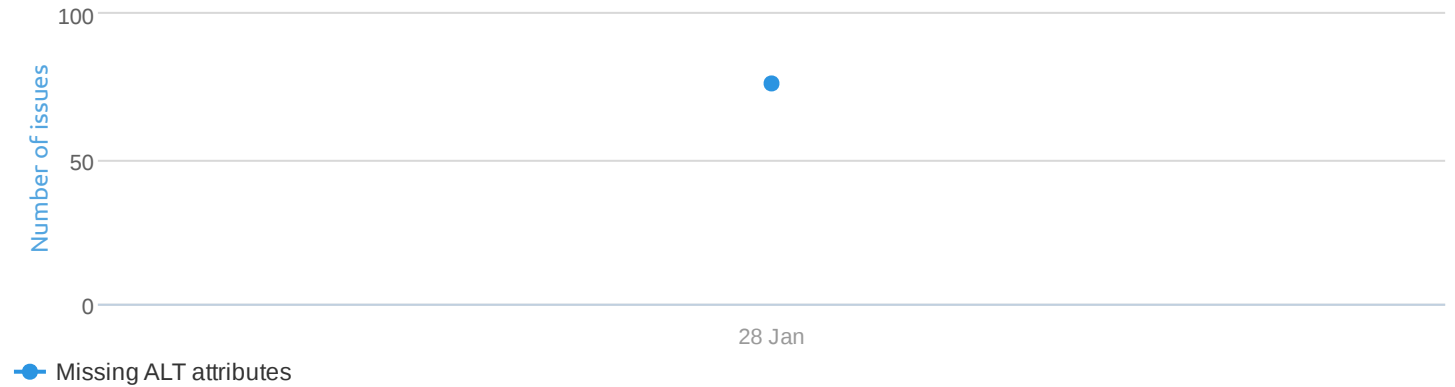 100
Number of issues
50
0
28 Jan
Missing ALT attributes